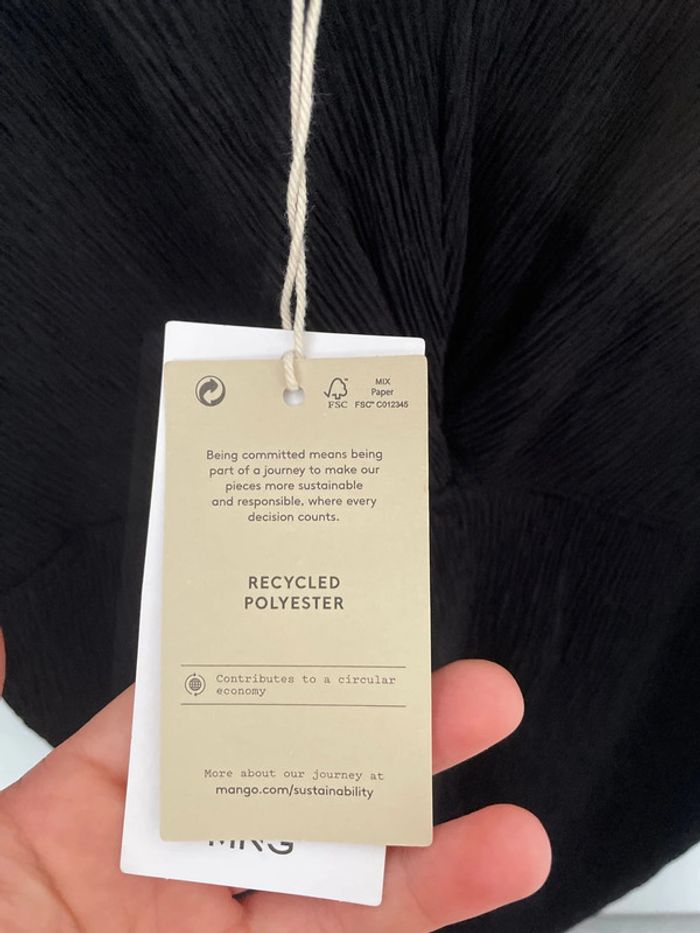 MIX
Paper
FSC FSC™ C012345
Being committed means being
part of a journey to make our
pieces more sustainable
and responsible, where every
decision counts.
RECYCLED
POLYESTER
Contributes to a circular
economy
More about our journey at
mango.com/sustainability
MNG